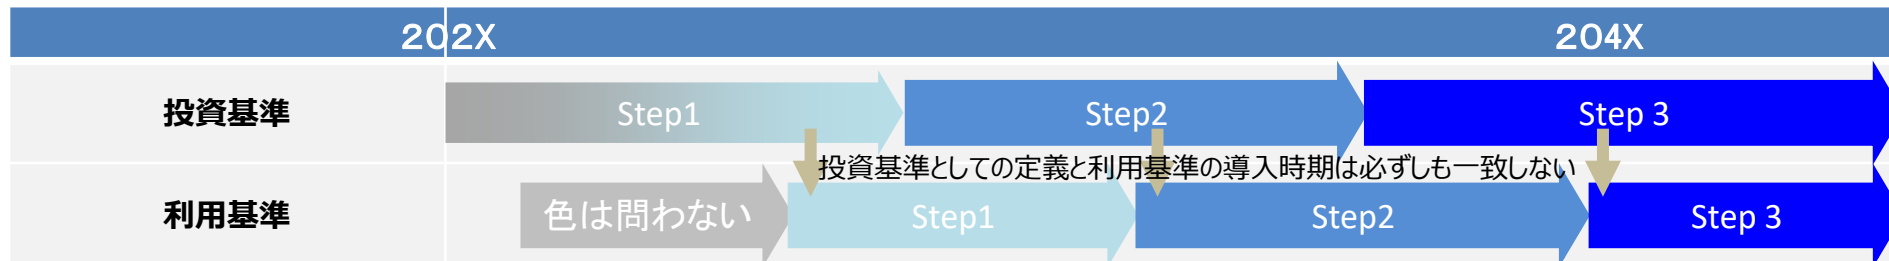 202X
204X
投資基準
Step1
Step2
Step 3
投資基準としての定義と利用基準の導入時期は必ずしも一致しない
利用基準
色は問わない
Step1
Step2
Step 3